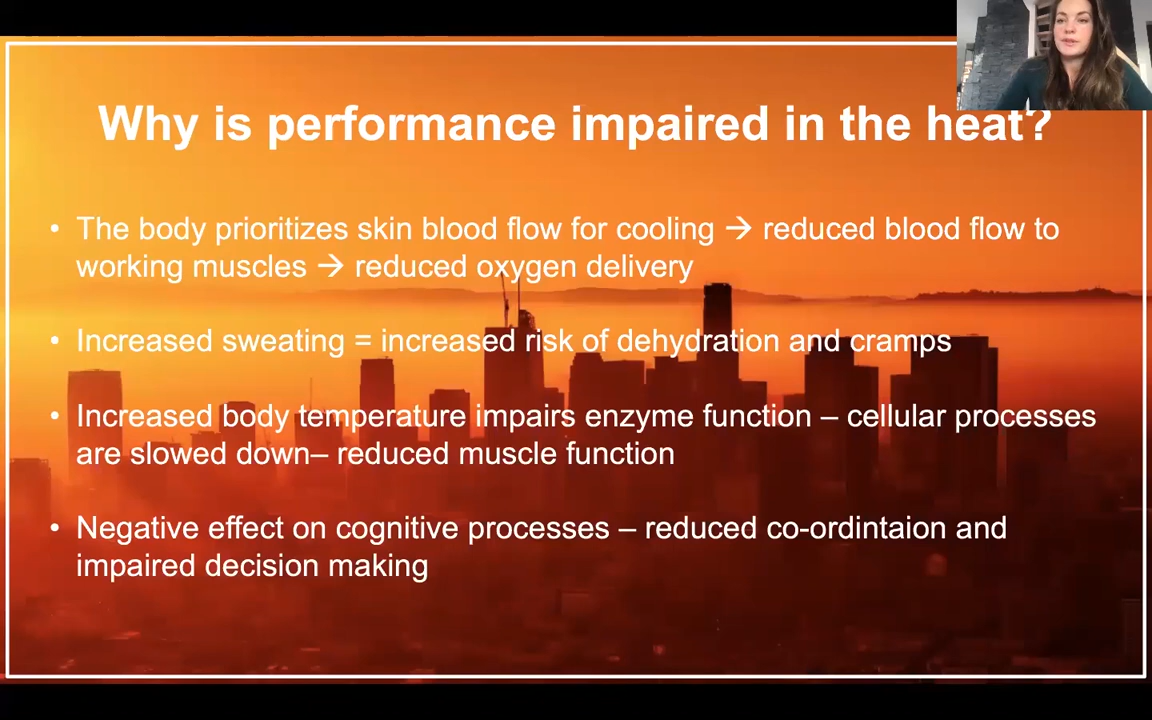 Why is performance impaired in the heat?
• The body prioritizes skin blood flow for cooling → reduced blood flow to
working muscles → reduced oxygen delivery
• Increased sweating = increased risk of dehydration and cramps
• Increased body temperature impairs enzyme function – cellular processes
are slowed down– reduced muscle function
• Negative effect on cognitive processes – reduced co-ordintaion and
impaired decision making